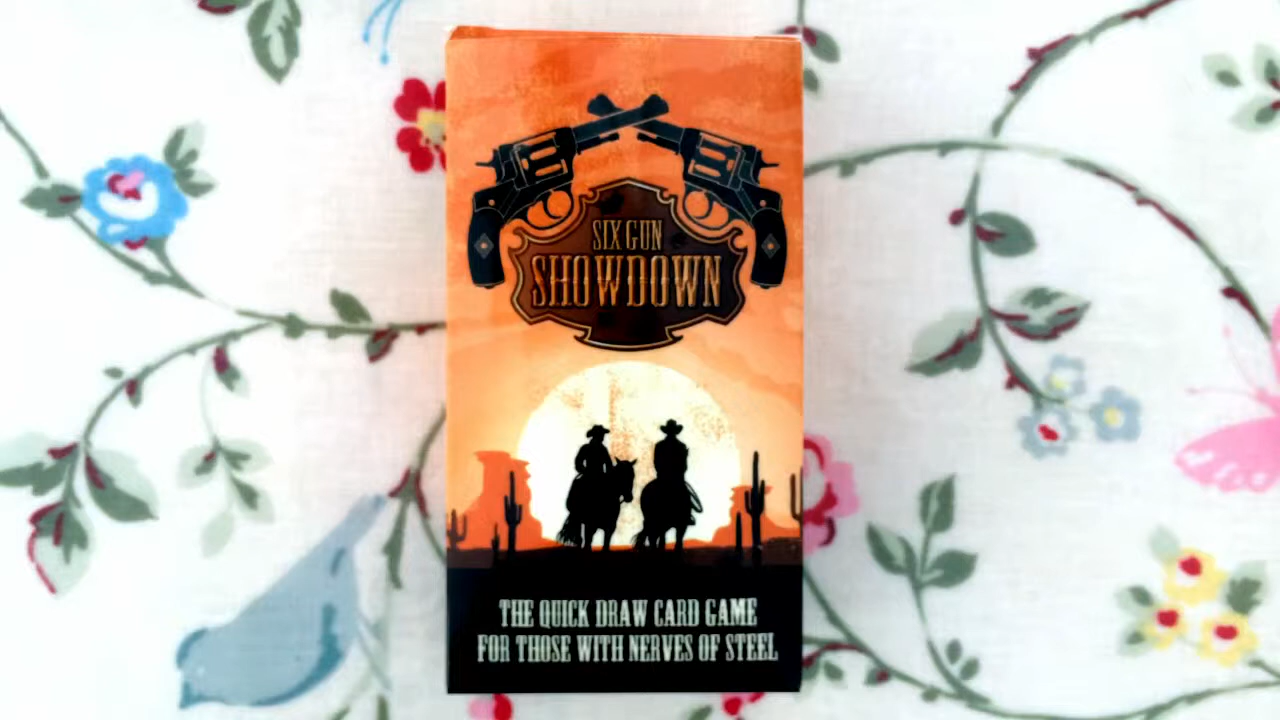 SIX GUN
SHOWDOWN
THE QUICK DRAW CARD GAME
FOR THOSE WITH NERVES OF STEEL